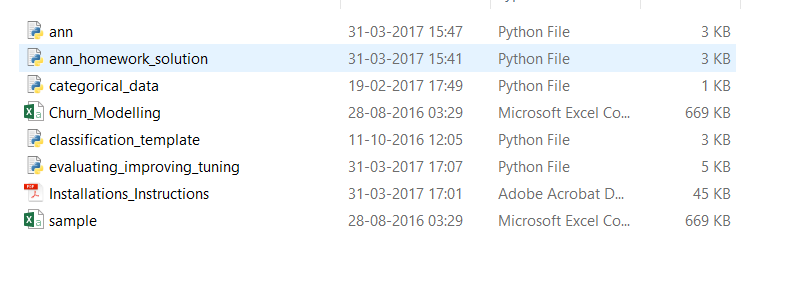 ann 31-03-2017 15:47 Python File 3 KB
ann_homework_solution 31-03-2017 15:41 Python File 3 KB
categorical_data 19-02-2017 17:49 Python File 1 KB
Churn_Modelling 28-08-2016 03:29 Microsoft Excel Co... 669 KB
classification_template 11-10-2016 12:05 Python File 3 KB
evaluating_improving_tuning 31-03-2017 17:07 Python File 5 KB
Installations_Instructions 31-03-2017 17:01 Adobe Acrobat D... 45 KB
sample 28-08-2016 03:29 Microsoft Excel Co... 669 KB